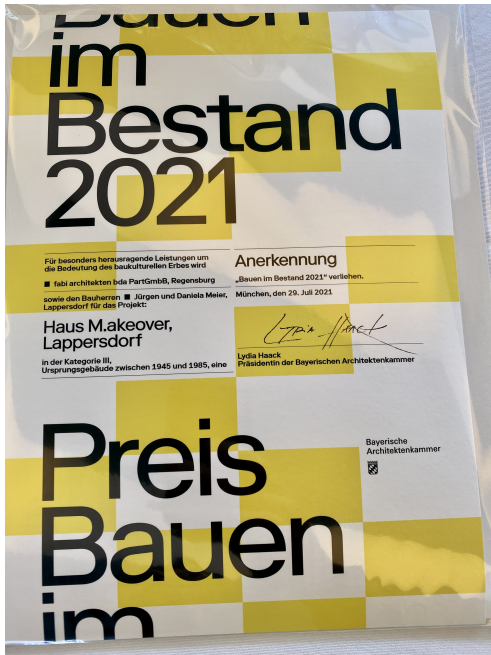 Bauen
im
Bestand
2021
Für besonders herausragende Leistungen um
die Bedeutung des baukulturellen Erbes wird
■ fabi architekten bda PartGmbB, Regensburg
sowie den Bauherren ■ Jürgen und Daniela Meier,
Lappersdorf für das Projekt:
Haus M.akeover,
Lappersdorf
in der Kategorie III,
Ursprungsgebäude zwischen 1945 und 1985, eine
Anerkennung
„Bauen im Bestand 2021“ verliehen.
München, den 29. Juli 2021
Lydia Haack
Lydia Haack
Präsidentin der Bayerischen Architektenkammer
Bayerische
Architektenkammer
Preis
Bauen
im